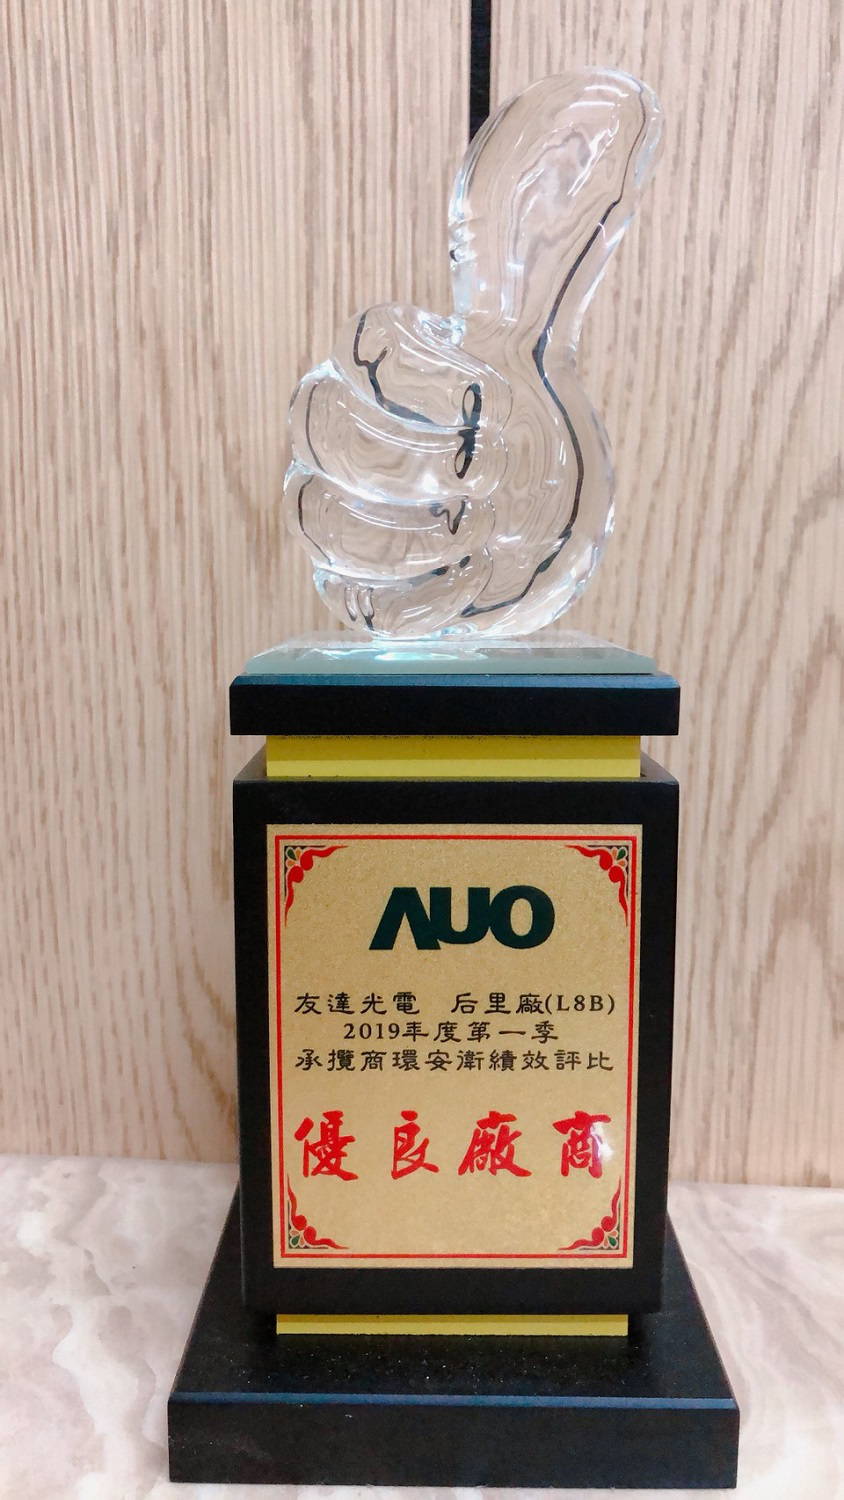 AUO
友達光電 后里廠(L8B)
2019年度第一季
承攬商環安衛績效評比
優良廠商